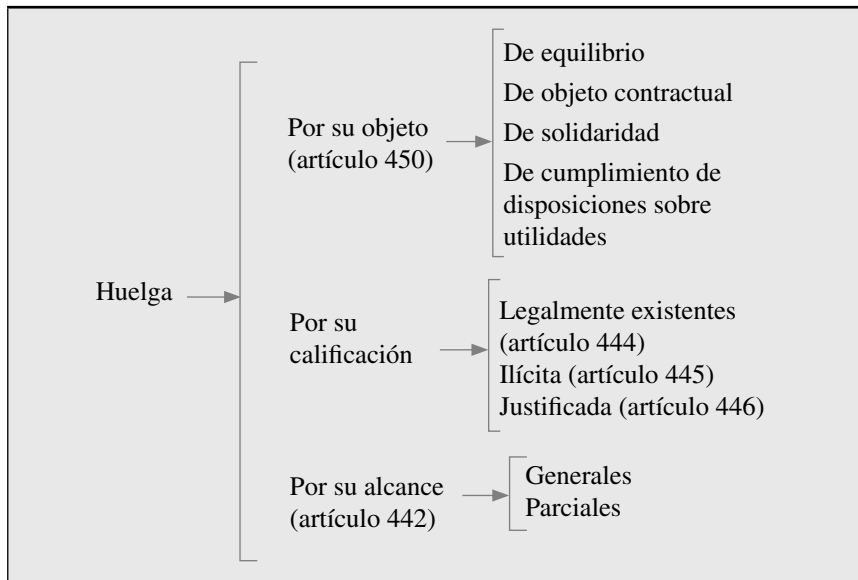 Huelga
Por su objeto
(artículo 450)
De equilibrio
De objeto contractual
De solidaridad
De cumplimiento de
disposiciones sobre
utilidades
Por su
calificación
Legalmente existentes
(artículo 444)
Ilícita (artículo 445)
Justificada (artículo 446)
Por su alcance
(artículo 442)
Generales
Parciales